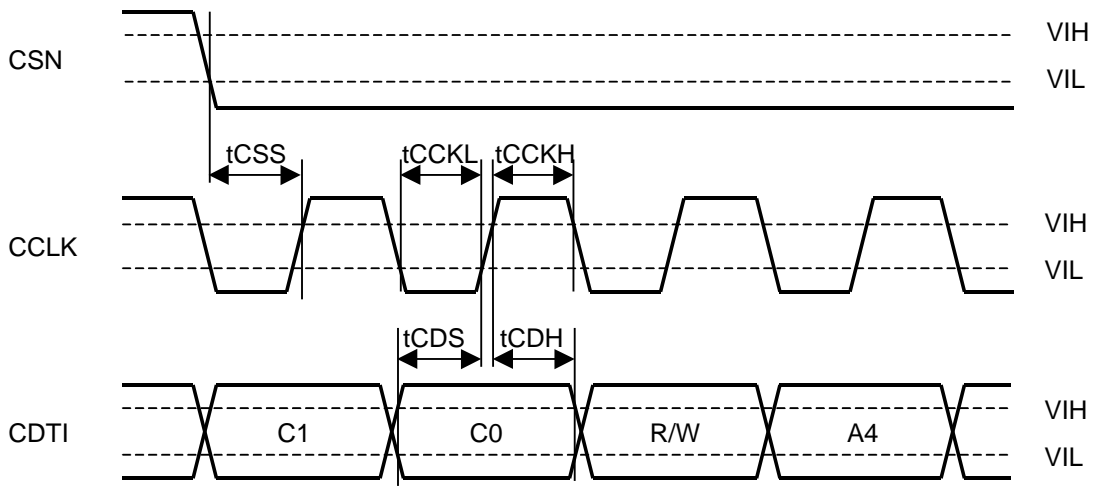 VIH
CSN
VIL
tCSS tCCKL tCCKH
VIH
CCLK
VIL
tCDS tCDH
VIH
CDTI C1 C0 R/W A4
VIL